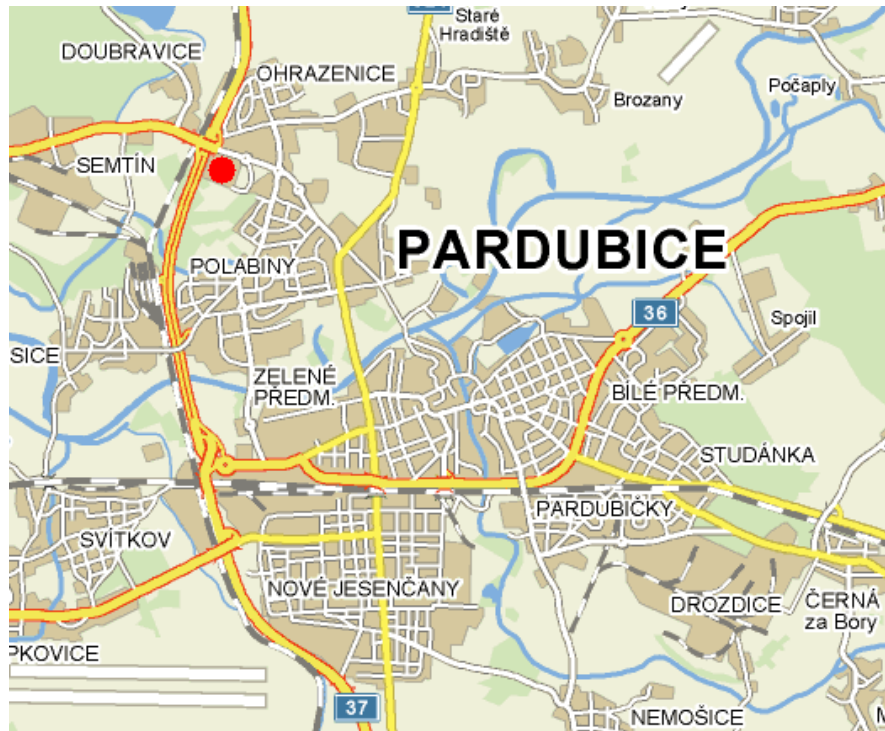 Staré
Hradiště
DOUBRAVICE
OHRAZENICE
Počaply
Brozany
SEMTÍN
PARDUBICE
POLABINY
36
Spojil
SICE
ZELENÉ
PŘEDM.
BÍLÉ PŘEDM.
STUDÁNKA
PARDUBIČKY
SVÍTKOV
NOVÉ JESENČANY
DROZDICE
ČERNÁ
za Bory
PKOVICE
37
NEMOŠICE